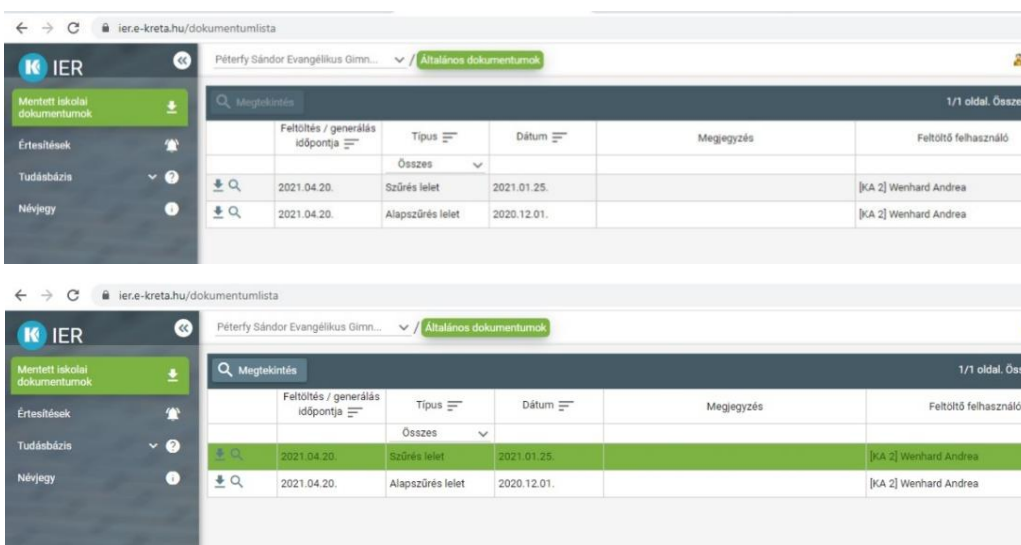 ier.e-kreta.hu/dokumentumlista
IER
Péterfy Sándor Evangélikus Gimn... / Általános dokumentumok
Mentett iskolai
dokumentumok
Értesítések
Tudásbázis
Névjegy
Megtekintés 1/1 oldal. Össze
Feltöltés / generálás
időpontja Típus Dátum Megjegyzés Feltöltő felhasználó
Összes
2021.04.20. Szűrés lelet 2021.01.25. [KA 2] Wenhard Andrea
2021.04.20. Alapszűrés lelet 2020.12.01. [KA 2] Wenhard Andrea
ier.e-kreta.hu/dokumentumlista
IER
Péterfy Sándor Evangélikus Gimn... / Általános dokumentumok
Mentett iskolai
dokumentumok
Értesítések
Tudásbázis
Névjegy
Megtekintés 1/1 oldal. Öss
Feltöltés / generálás
időpontja Típus Dátum Megjegyzés Feltöltő felhasználó
Összes
2021.04.20. Szűrés lelet 2021.01.25. [KA 2] Wenhard Andrea
2021.04.20. Alapszűrés lelet 2020.12.01. [KA 2] Wenhard Andrea